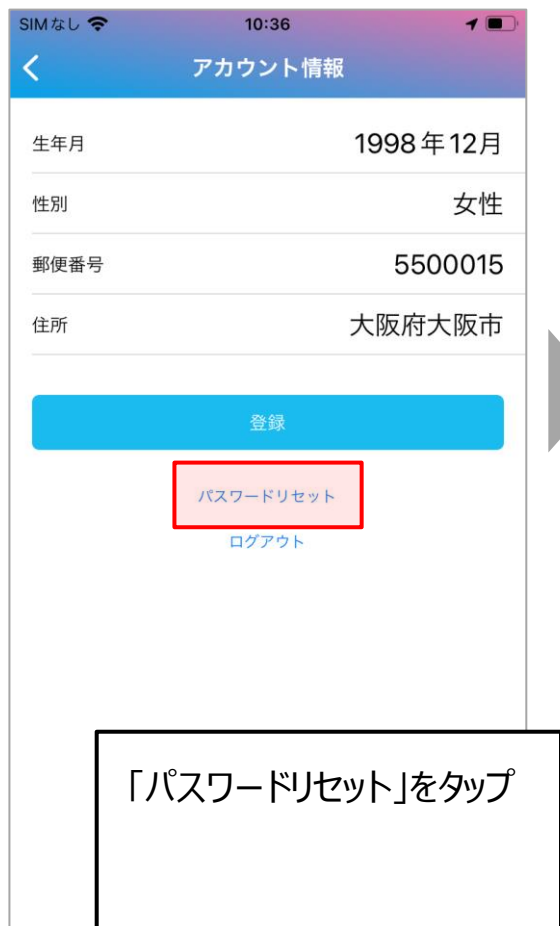 SIMなし 10:36
アカウント情報
生年月 1998年12月
性別 女性
郵便番号 5500015
住所 大阪府大阪市
登録
パスワードリセット
ログアウト
「パスワードリセット」をタップ